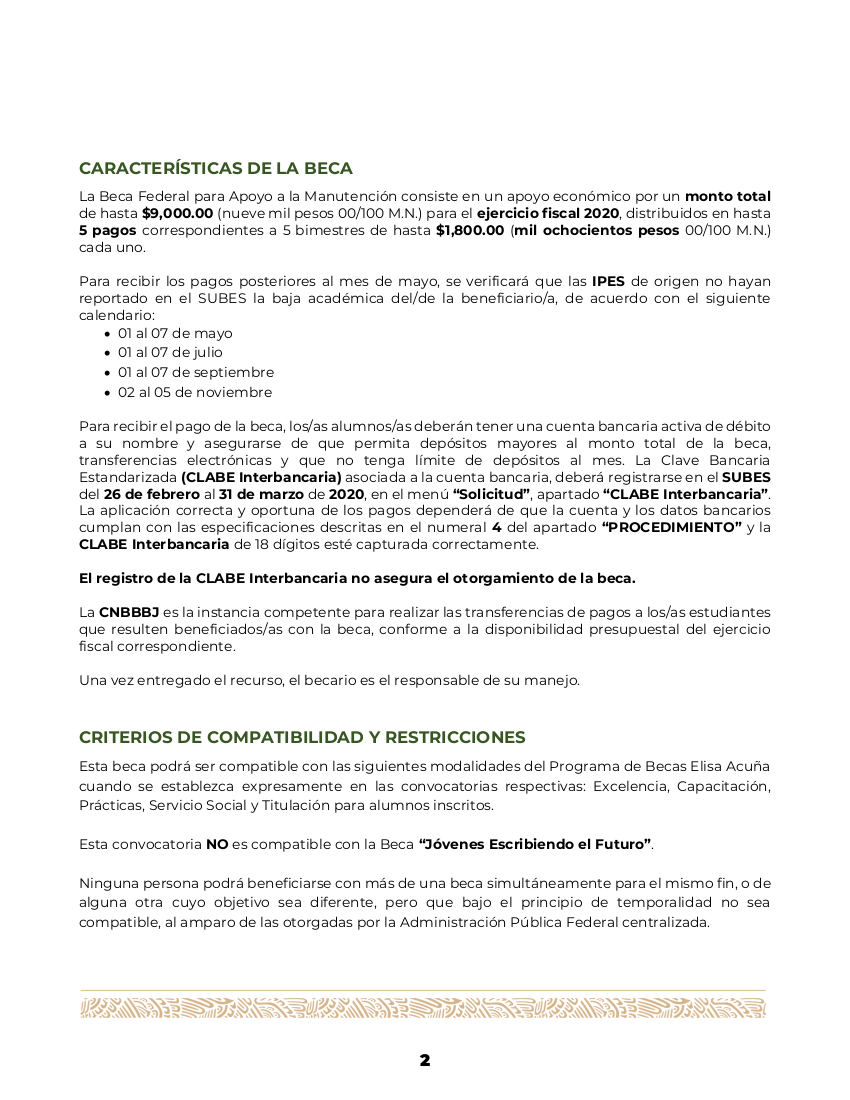 CARACTERÍSTICAS DE LA BECA
La Beca Federal para Apoyo a la Manutención consiste en un apoyo económico por un monto total
de hasta $9,000.00 (nueve mil pesos 00/100 M.N.) para el ejercicio fiscal 2020, distribuidos en hasta
5 pagos correspondientes a 5 bimestres de hasta $1,800.00 (mil ochocientos pesos 00/100 M.N.)
cada uno.
Para recibir los pagos posteriores al mes de mayo, se verificará que las IPES de origen no hayan
reportado en el SUBES la baja académica del/de la beneficiario/a, de acuerdo con el siguiente
calendario:
• 01 al 07 de mayo
• 01 al 07 de julio
• 01 al 07 de septiembre
• 02 al 05 de noviembre
Para recibir el pago de la beca, los/as alumnos/as deberán tener una cuenta bancaria activa de débito
a su nombre y asegurarse de que permita depósitos mayores al monto total de la beca,
transferencias electrónicas y que no tenga límite de depósitos al mes. La Clave Bancaria
Estandarizada (CLABE Interbancaria) asociada a la cuenta bancaria, deberá registrarse en el SUBES
del 26 de febrero al 31 de marzo de 2020, en el menú “Solicitud”, apartado “CLABE Interbancaria”.
La aplicación correcta y oportuna de los pagos dependerá de que la cuenta y los datos bancarios
cumplan con las especificaciones descritas en el numeral 4 del apartado “PROCEDIMIENTO” y la
CLABE Interbancaria de 18 dígitos esté capturada correctamente.
El registro de la CLABE Interbancaria no asegura el otorgamiento de la beca.
La CNBBBJ es la instancia competente para realizar las transferencias de pagos a los/as estudiantes
que resulten beneficiados/as con la beca, conforme a la disponibilidad presupuestal del ejercicio
fiscal correspondiente.
Una vez entregado el recurso, el becario es el responsable de su manejo.
CRITERIOS DE COMPATIBILIDAD Y RESTRICCIONES
Esta beca podrá ser compatible con las siguientes modalidades del Programa de Becas Elisa Acuña
cuando se establezca expresamente en las convocatorias respectivas: Excelencia, Capacitación,
Prácticas, Servicio Social y Titulación para alumnos inscritos.
Esta convocatoria NO es compatible con la Beca “Jóvenes Escribiendo el Futuro”.
Ninguna persona podrá beneficiarse con más de una beca simultáneamente para el mismo fin, o de
alguna otra cuyo objetivo sea diferente, pero que bajo el principio de temporalidad no sea
compatible, al amparo de las otorgadas por la Administración Pública Federal centralizada.
2